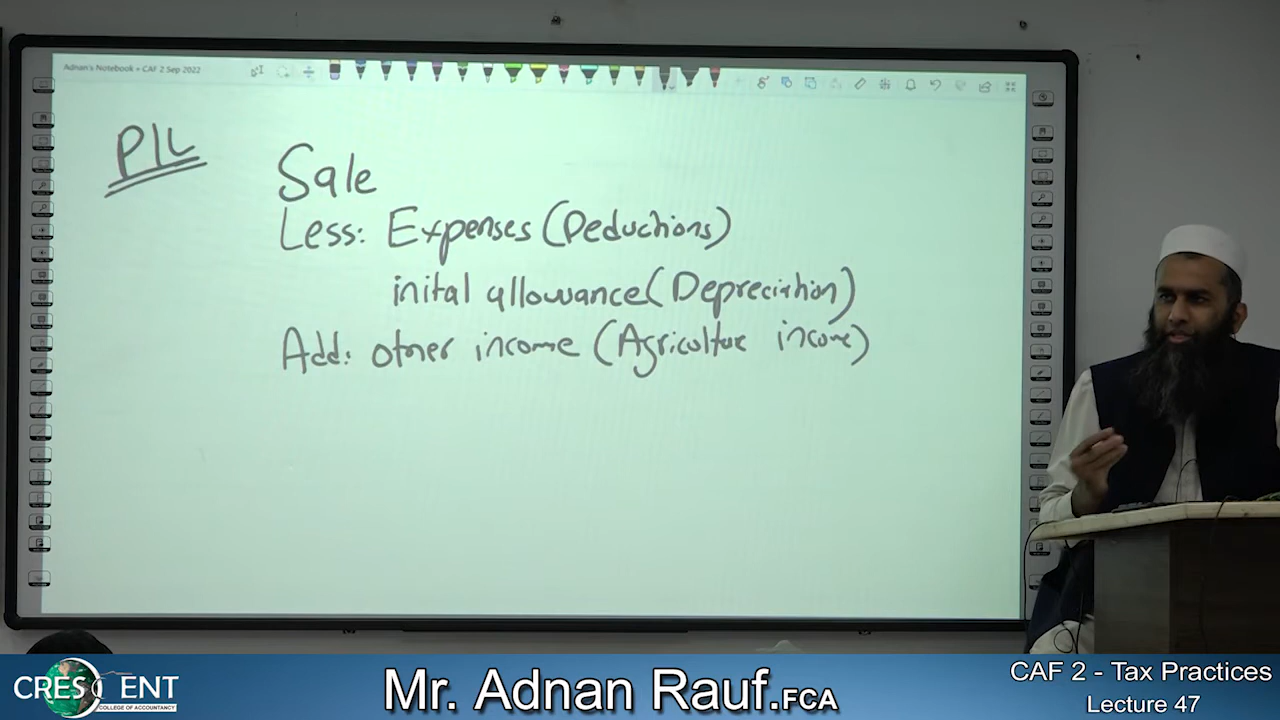 Adnan's Notebook » CAF 2 Sep 2022
P/L
Sale
Less: Expenses (Deductions)
inital allowance (Depreciation)
Add: other income (Agricultue income)
CRESCENT
COLLEGE OF ACCOUNTANCY
Mr. Adnan Rauf.FCA
CAF 2 - Tax Practices
Lecture 47